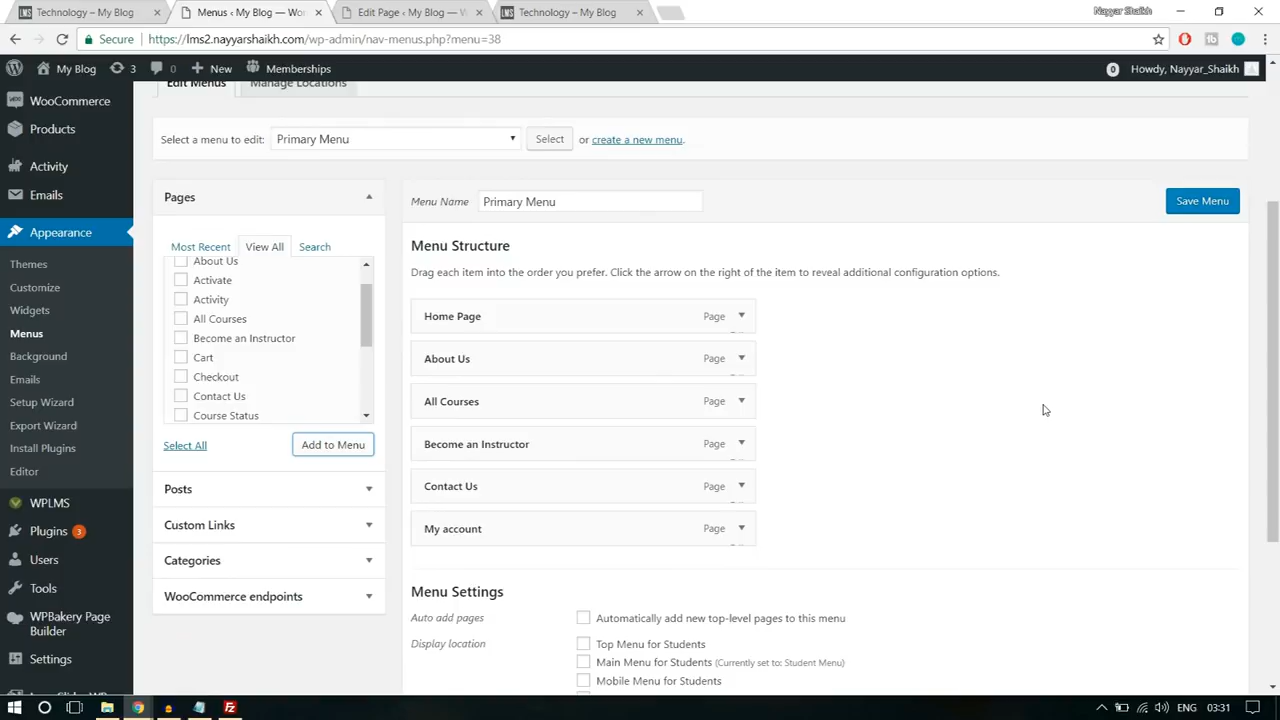 Technology – My Blog
Menus ‹ My Blog — Wor
Edit Page ‹ My Blog — W
Technology – My Blog
Nayyar Shaikh
Secure
https://lms2.nayyarshaikh.com/wp-admin/nav-menus.php?menu=38
My Blog
3
0
New
Memberships
0
Howdy, Nayyar_Shaikh
WooCommerce
Products
Activity
Emails
Appearance
Themes
Customize
Widgets
Menus
Background
Emails
Setup Wizard
Export Wizard
Install Plugins
Editor
WPLMS
Plugins 3
Users
Tools
WPBakery Page
Builder
Settings
Edit Menus
Manage Locations
Select a menu to edit:
Primary Menu
Select
or create a new menu.
Pages
Most Recent
View All
Search
About Us
Activate
Activity
All Courses
Become an Instructor
Cart
Checkout
Contact Us
Course Status
Select All
Add to Menu
Posts
Custom Links
Categories
WooCommerce endpoints
Menu Name
Primary Menu
Save Menu
Menu Structure
Drag each item into the order you prefer. Click the arrow on the right of the item to reveal additional configuration options.
Home Page Page
About Us Page
All Courses Page
Become an Instructor Page
Contact Us Page
My account Page
Menu Settings
Auto add pages
Automatically add new top-level pages to this menu
Display location
Top Menu for Students
Main Menu for Students (Currently set to: Student Menu)
Mobile Menu for Students
ENG
03:31